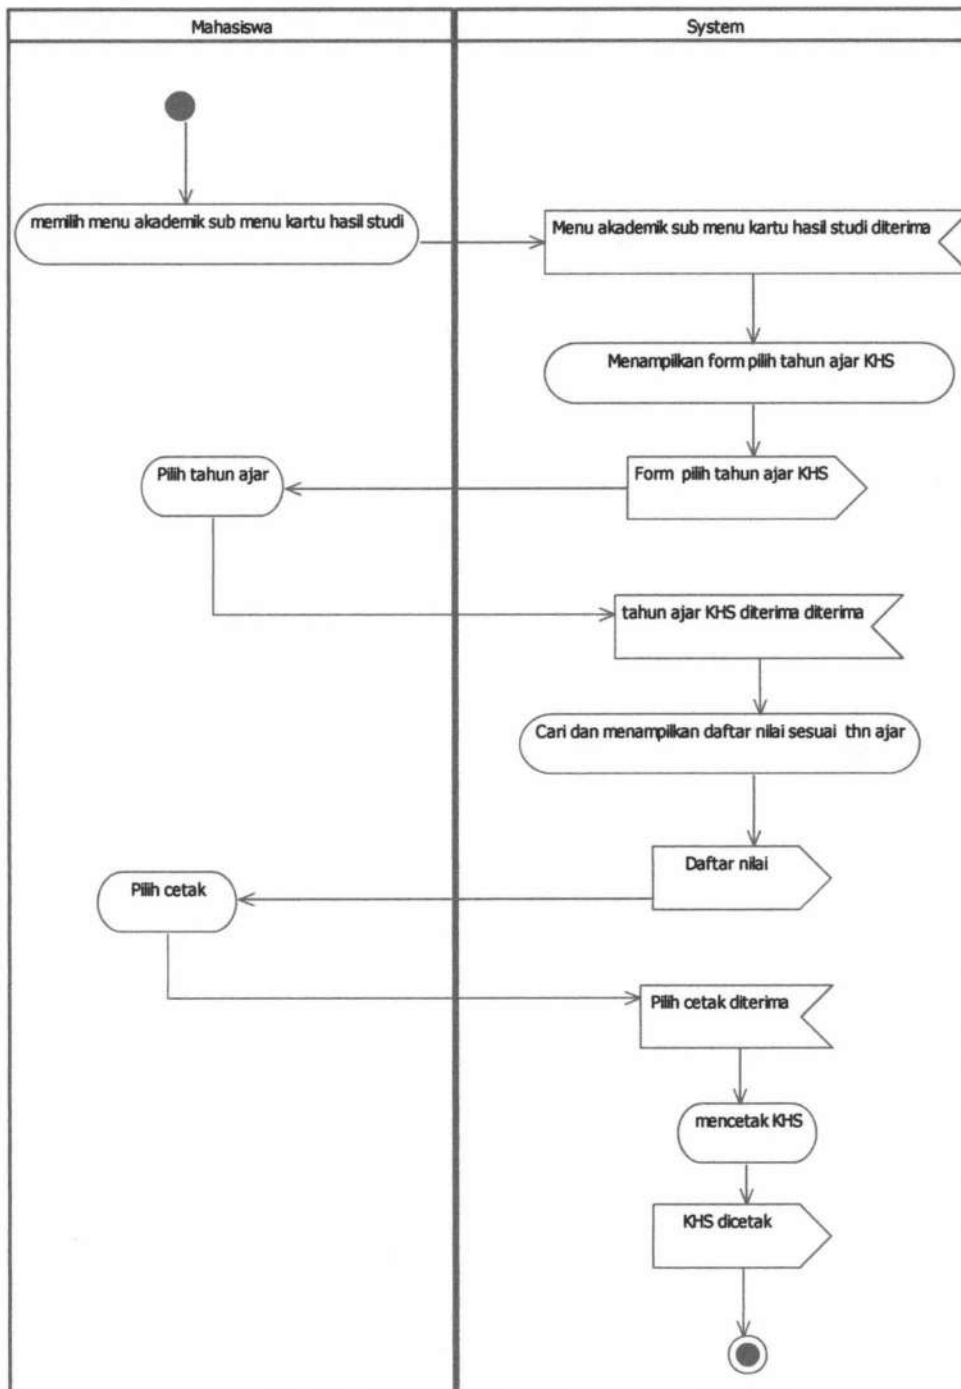 Mahasiswa
System
memilih menu akademik sub menu kartu hasil studi
Menu akademik sub menu kartu hasil studi diterima
Menampilkan form pilih tahun ajar KHS
Form pilih tahun ajar KHS
Pilih tahun ajar
tahun ajar KHS diterima diterima
Cari dan menampilkan daftar nilai sesuai thn ajar
Daftar nilai
Pilih cetak
Pilih cetak diterima
mencetak KHS
KHS dicetak